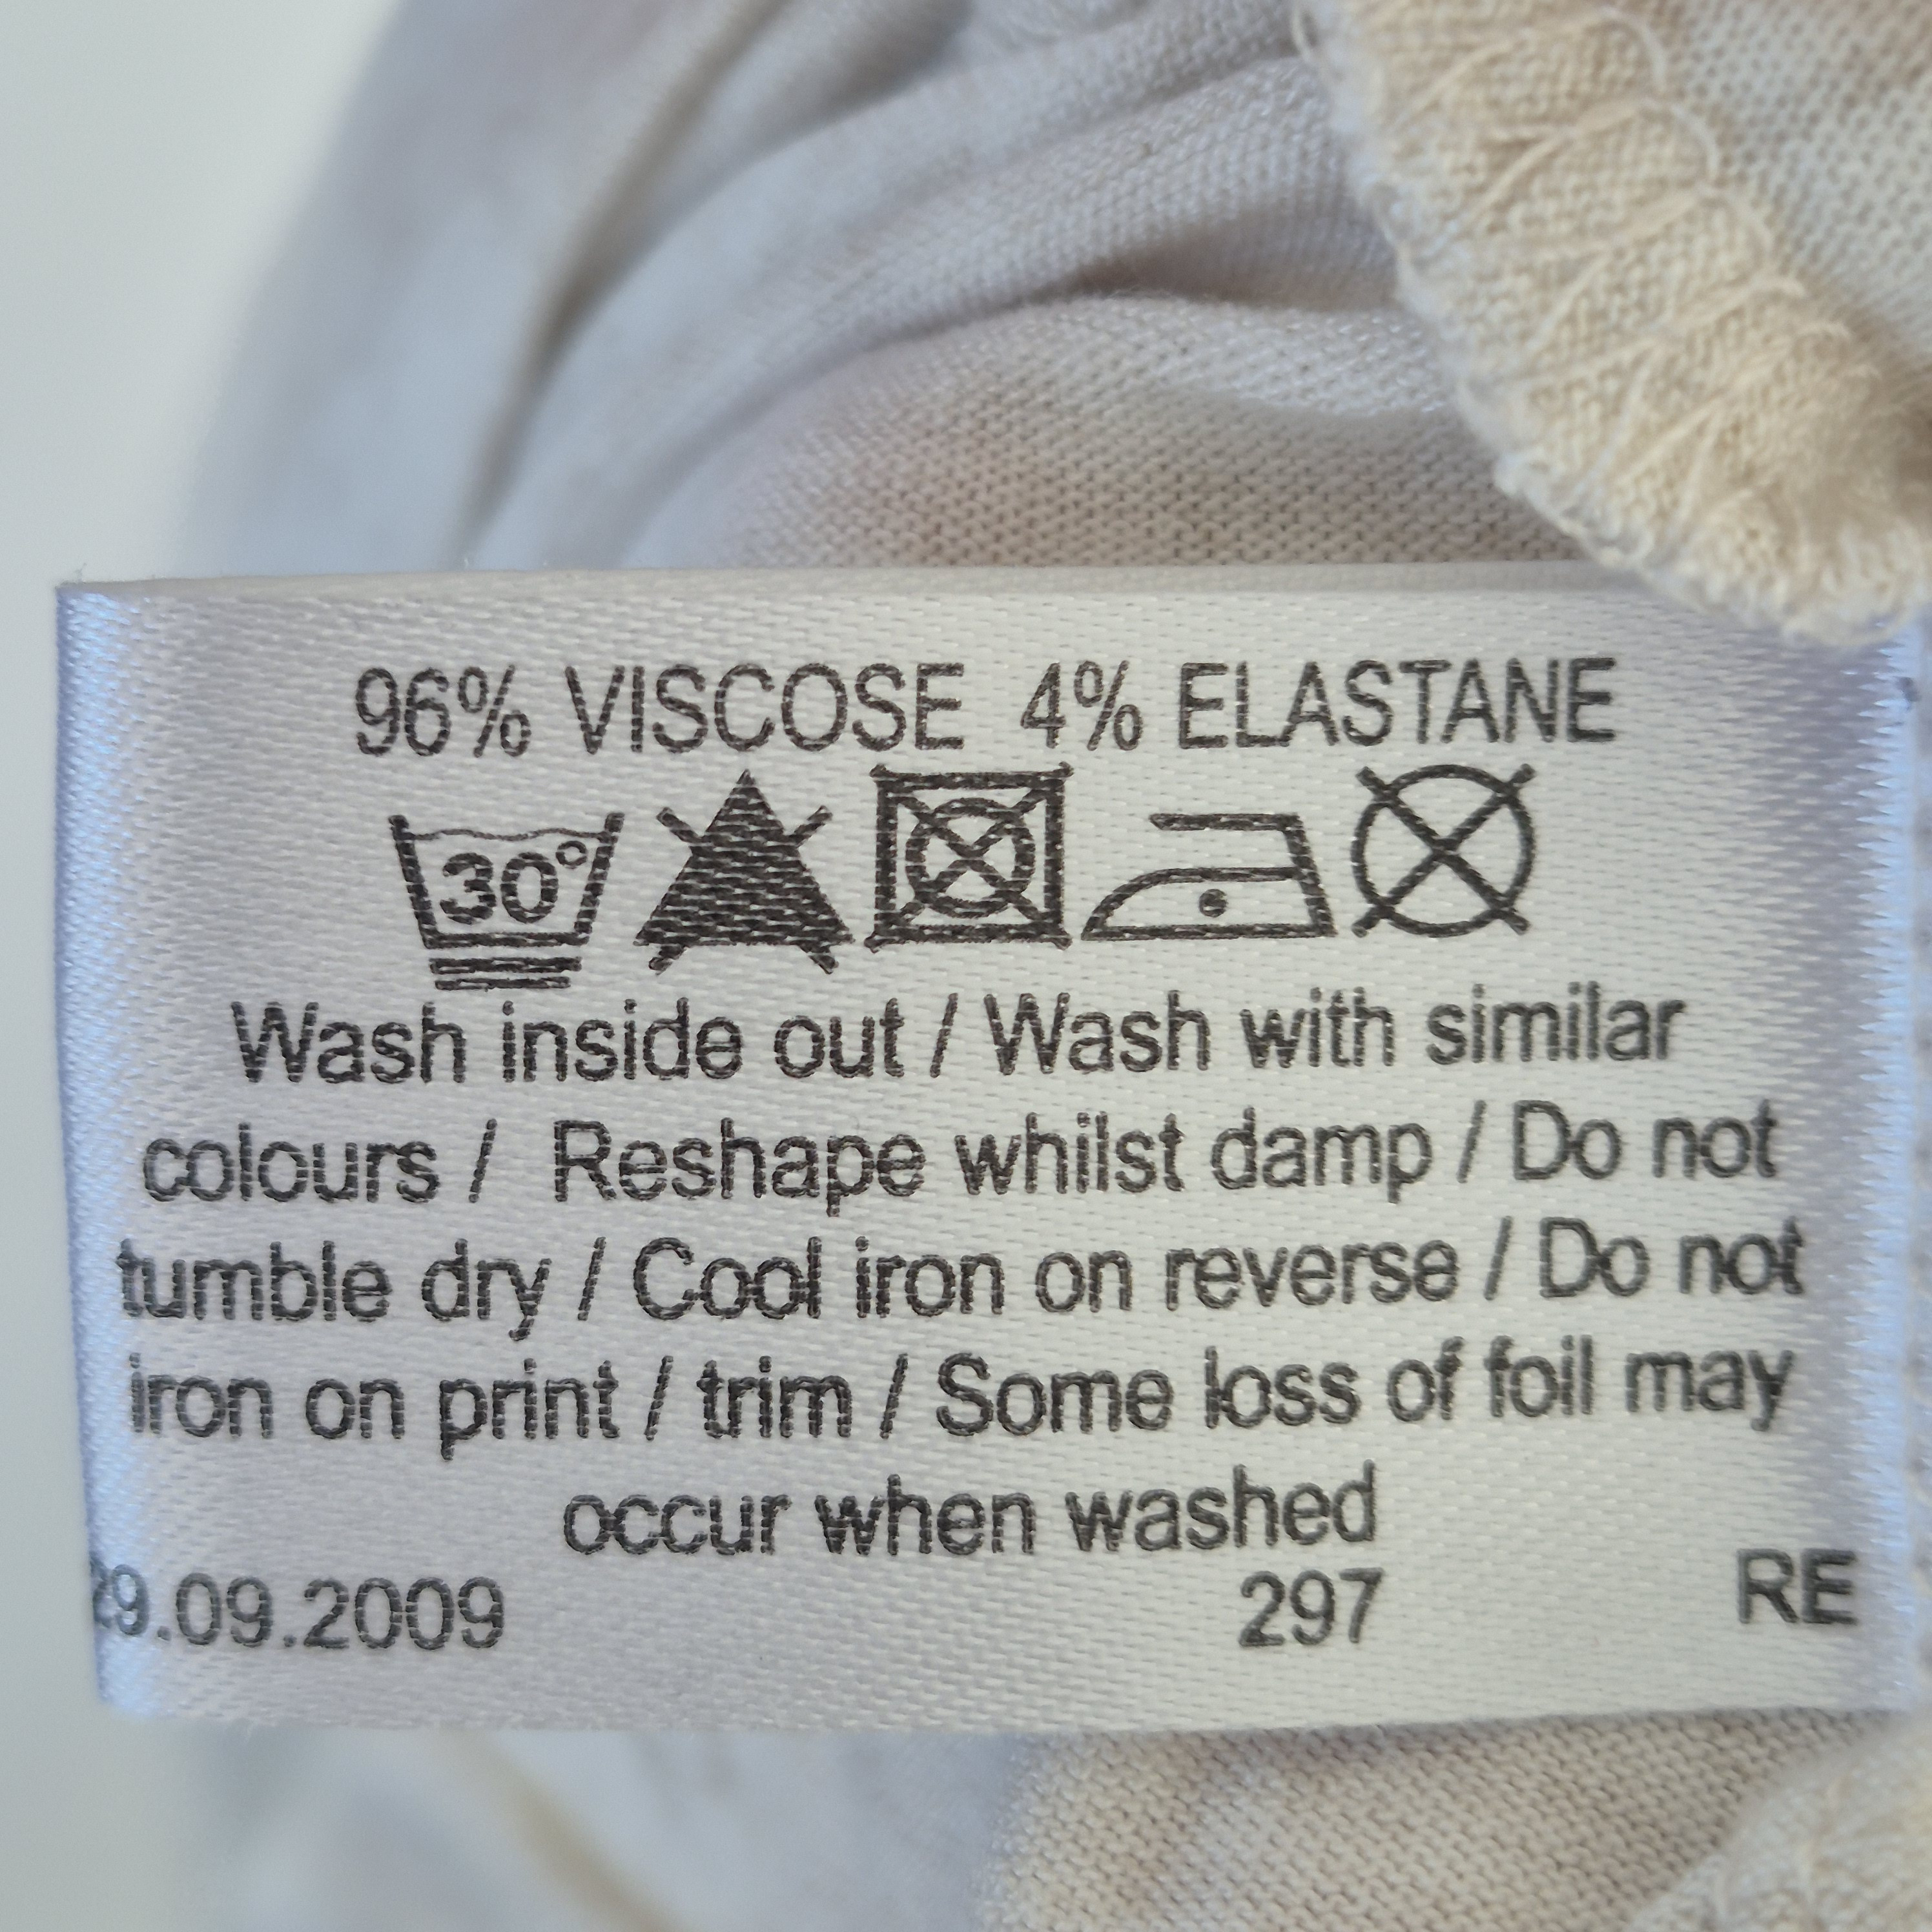 96% VISCOSE 4% ELASTANE
30°
Wash inside out / Wash with similar
colours / Reshape whilst damp / Do not
tumble dry / Cool iron on reverse / Do not
iron on print / trim / Some loss of foil may
occur when washed
29.09.2009 297 RE